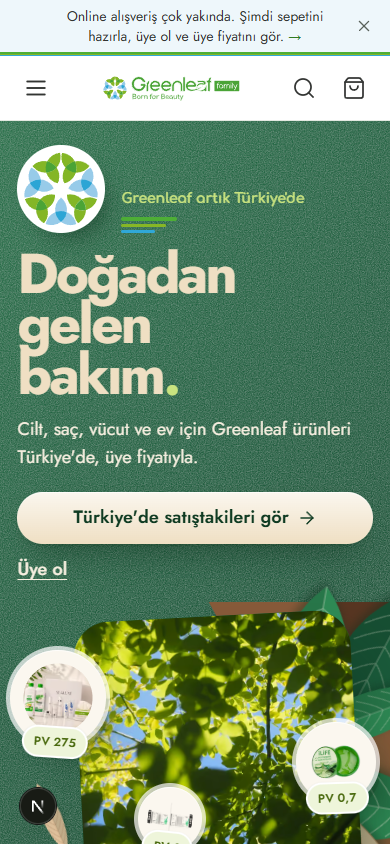 Online alışveriş çok yakında. Şimdi sepetini
hazırla, üye ol ve üye fiyatını gör. →
Greenleaf family
Born for Beauty
Greenleaf artık Türkiye'de
Doğadan
gelen
bakım.
Cilt, saç, vücut ve ev için Greenleaf ürünleri
Türkiye'de, üye fiyatıyla.
Türkiye'de satıştakileri gör →
Üye ol
PV 275
PV 0,7
N